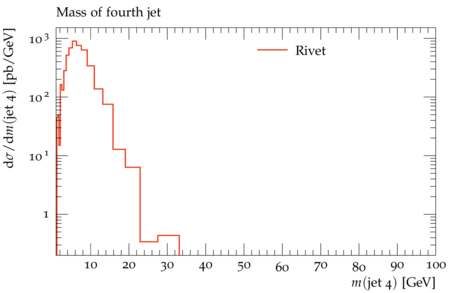 Mass of fourth jet
dσ/dm(jet 4) [pb/GeV]
10³
10²
10¹
1
Rivet
10 20 30 40 50 60 70 80 90 100
m(jet 4) [GeV]